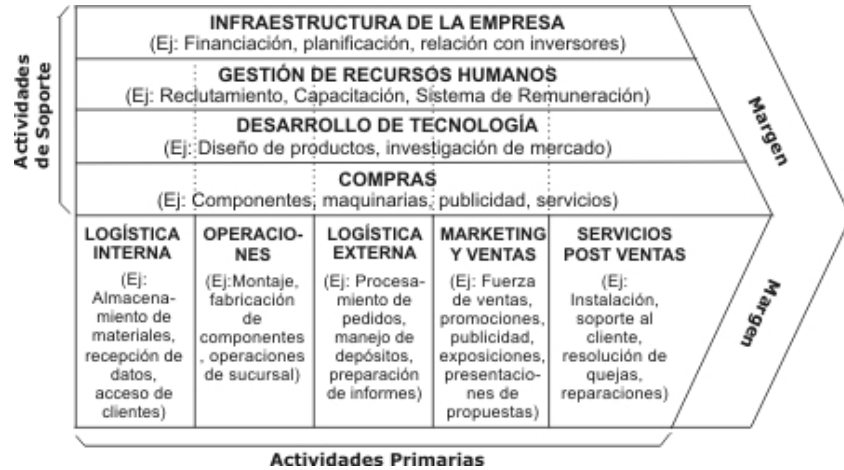 Actividades
de Soporte
INFRAESTRUCTURA DE LA EMPRESA
(Ej: Financiación, planificación, relación con inversores)
GESTIÓN DE RECURSOS HUMANOS
(Ej: Reclutamiento, Capacitación, Sistema de Remuneración)
DESARROLLO DE TECNOLOGÍA
(Ej: Diseño de productos, investigación de mercado)
COMPRAS
(Ej: Componentes, maquinarias, publicidad, servicios)
Margen
LOGÍSTICA
INTERNA
(Ej:
Almacena-
miento de
materiales,
recepción de
datos,
acceso de
clientes)
OPERACIO-
NES
(Ej:Montaje,
fabricación
de
componentes
, operaciones
de sucursal)
LOGÍSTICA
EXTERNA
(Ej: Procesa-
miento de
pedidos,
manejo de
depósitos,
preparación
de informes)
MARKETING
Y VENTAS
(Ej: Fuerza
de ventas,
promociones,
publicidad,
exposiciones,
presentacio-
nes de
propuestas)
SERVICIOS
POST VENTAS
(Ej:
Instalación,
soporte al
cliente,
resolución de
quejas,
reparaciones)
Margen
Actividades Primarias